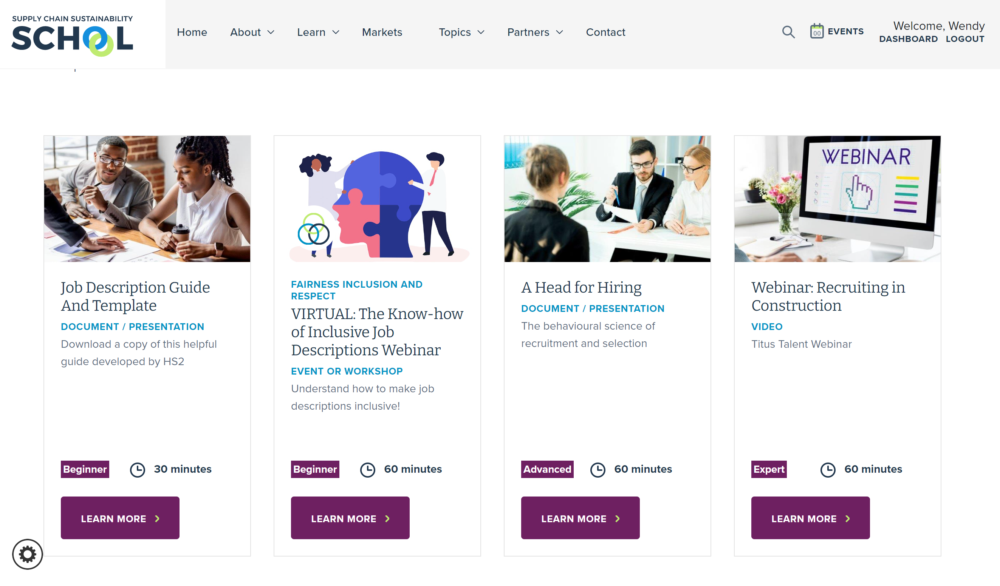 SUPPLY CHAIN SUSTAINABILITY
SCHOOL
Home
About
Learn
Markets
Topics
Partners
Contact
00
EVENTS
Welcome, Wendy
DASHBOARD
LOGOUT
WEBINAR
Job Description Guide
And Template
DOCUMENT / PRESENTATION
Download a copy of this helpful
guide developed by HS2
Beginner
30 minutes
LEARN MORE
FAIRNESS INCLUSION AND
RESPECT
VIRTUAL: The Know-how
of Inclusive Job
Descriptions Webinar
EVENT OR WORKSHOP
Understand how to make job
descriptions inclusive!
Beginner
60 minutes
LEARN MORE
A Head for Hiring
DOCUMENT / PRESENTATION
The behavioural science of
recruitment and selection
Advanced
60 minutes
LEARN MORE
Webinar: Recruiting in
Construction
VIDEO
Titus Talent Webinar
Expert
60 minutes
LEARN MORE